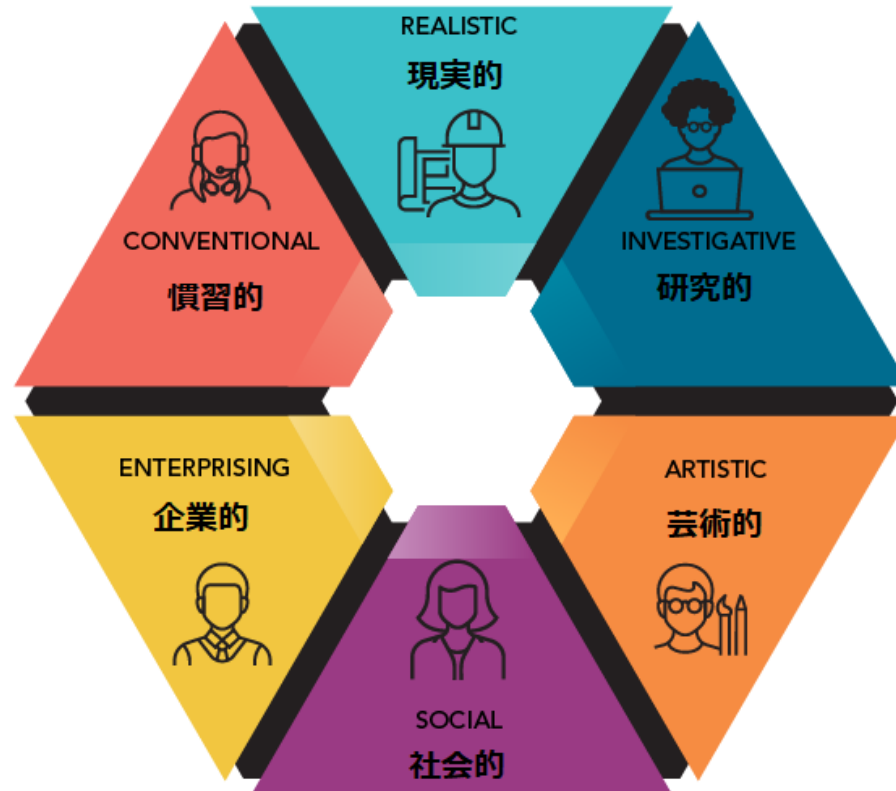 REALISTIC
現実的
CONVENTIONAL
慣習的
INVESTIGATIVE
研究的
ENTERPRISING
企業的
ARTISTIC
芸術的
SOCIAL
社会的